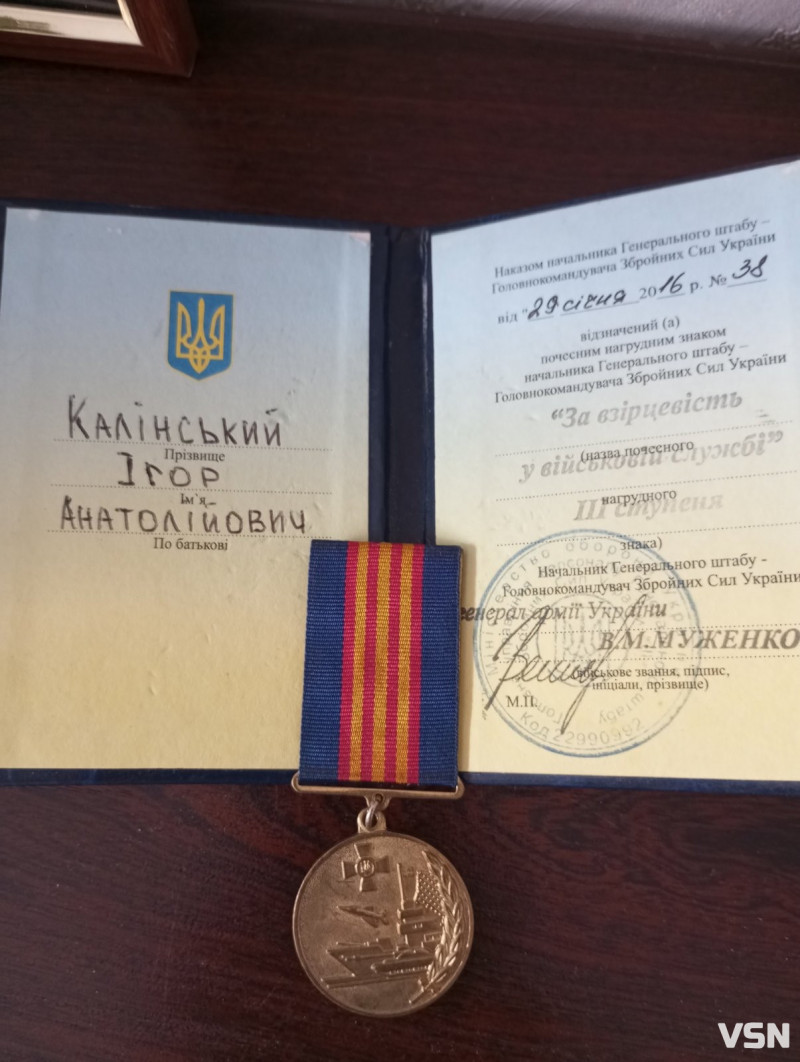 КАЛІНСЬКИЙ
Прізвище
ІГОР
Ім'я
АНАТОЛІЙОВИЧ
По батькові
Наказом начальника Генерального штабу –
Головнокомандувача Збройних Сил України
від "29 січня 2016 р. № 38
відзначений (а)
почесним нагрудним знаком
начальника Генерального штабу –
Головнокомандувача Збройних Сил України
“За взірцевість
(назва почесного
у військовій службі”
нагрудного
ІІІ ступеня
знака)
Начальник Генерального штабу -
Головнокомандувач Збройних Сил України
генерал армії України
В.М.МУЖЕНКО
(військове звання, підпис,
ініціали, прізвище)
М.П.
Код 22990992
VSN